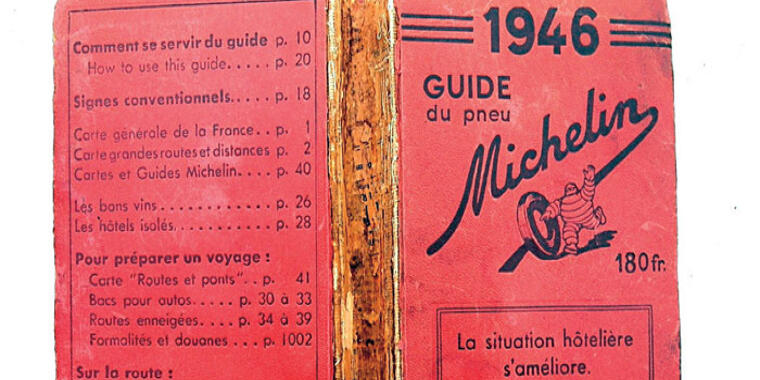 Comment se servir du guide p. 10
How to use this guide..... p. 20
Signes conventionnels..... p. 18
Carte générale de la France.. p. 1
Carte grandes routes et distances p. 2
Cartes et Guides Michelin.... p. 40
Les bons vins............ p. 26
Les hôtels isolés.......... p. 28
Pour préparer un voyage :
Carte "Routes et ponts".. p. 41
Bacs pour autos..... p. 30 à 33
Routes enneigées.... p. 34 à 39
Formalités et douanes... p. 1002
Sur la route :
1946
GUIDE
du pneu
Michelin
180 fr.
La situation hôtelière
s'améliore.